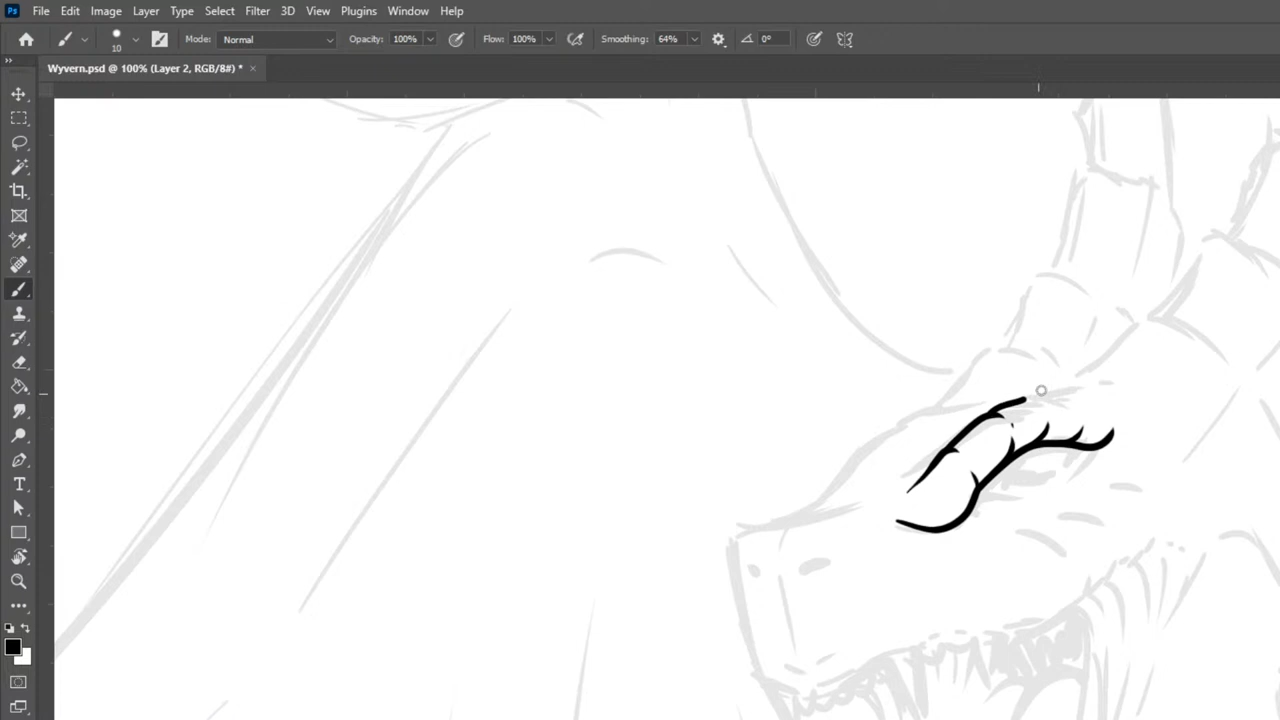 Ps File Edit Image Layer Type Select Filter 3D View Plugins Window Help
10 Mode: Normal Opacity: 100% Flow: 100% Smoothing: 64% 0°
Wyvern.psd @ 100% (Layer 2, RGB/8#) * ×
T